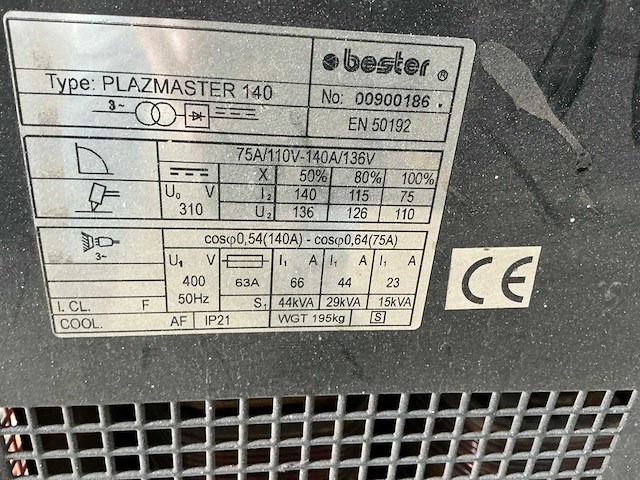 bester ®
Type: PLAZMASTER 140
No: 00900186.
3~
EN 50192
75A/110V-140A/136V
X 50% 80% 100%
U₀ V I₂ 140 115 75
310 U₂ 136 126 110
cosφ0,54(140A) - cosφ0,64(75A)
3~
U₁ V I₁ A I₁ A I₁ A
400 63A 66 44 23
50Hz S₁ 44kVA 29kVA 15kVA
I. CL. F
COOL. AF IP21 WGT 195kg S
CE